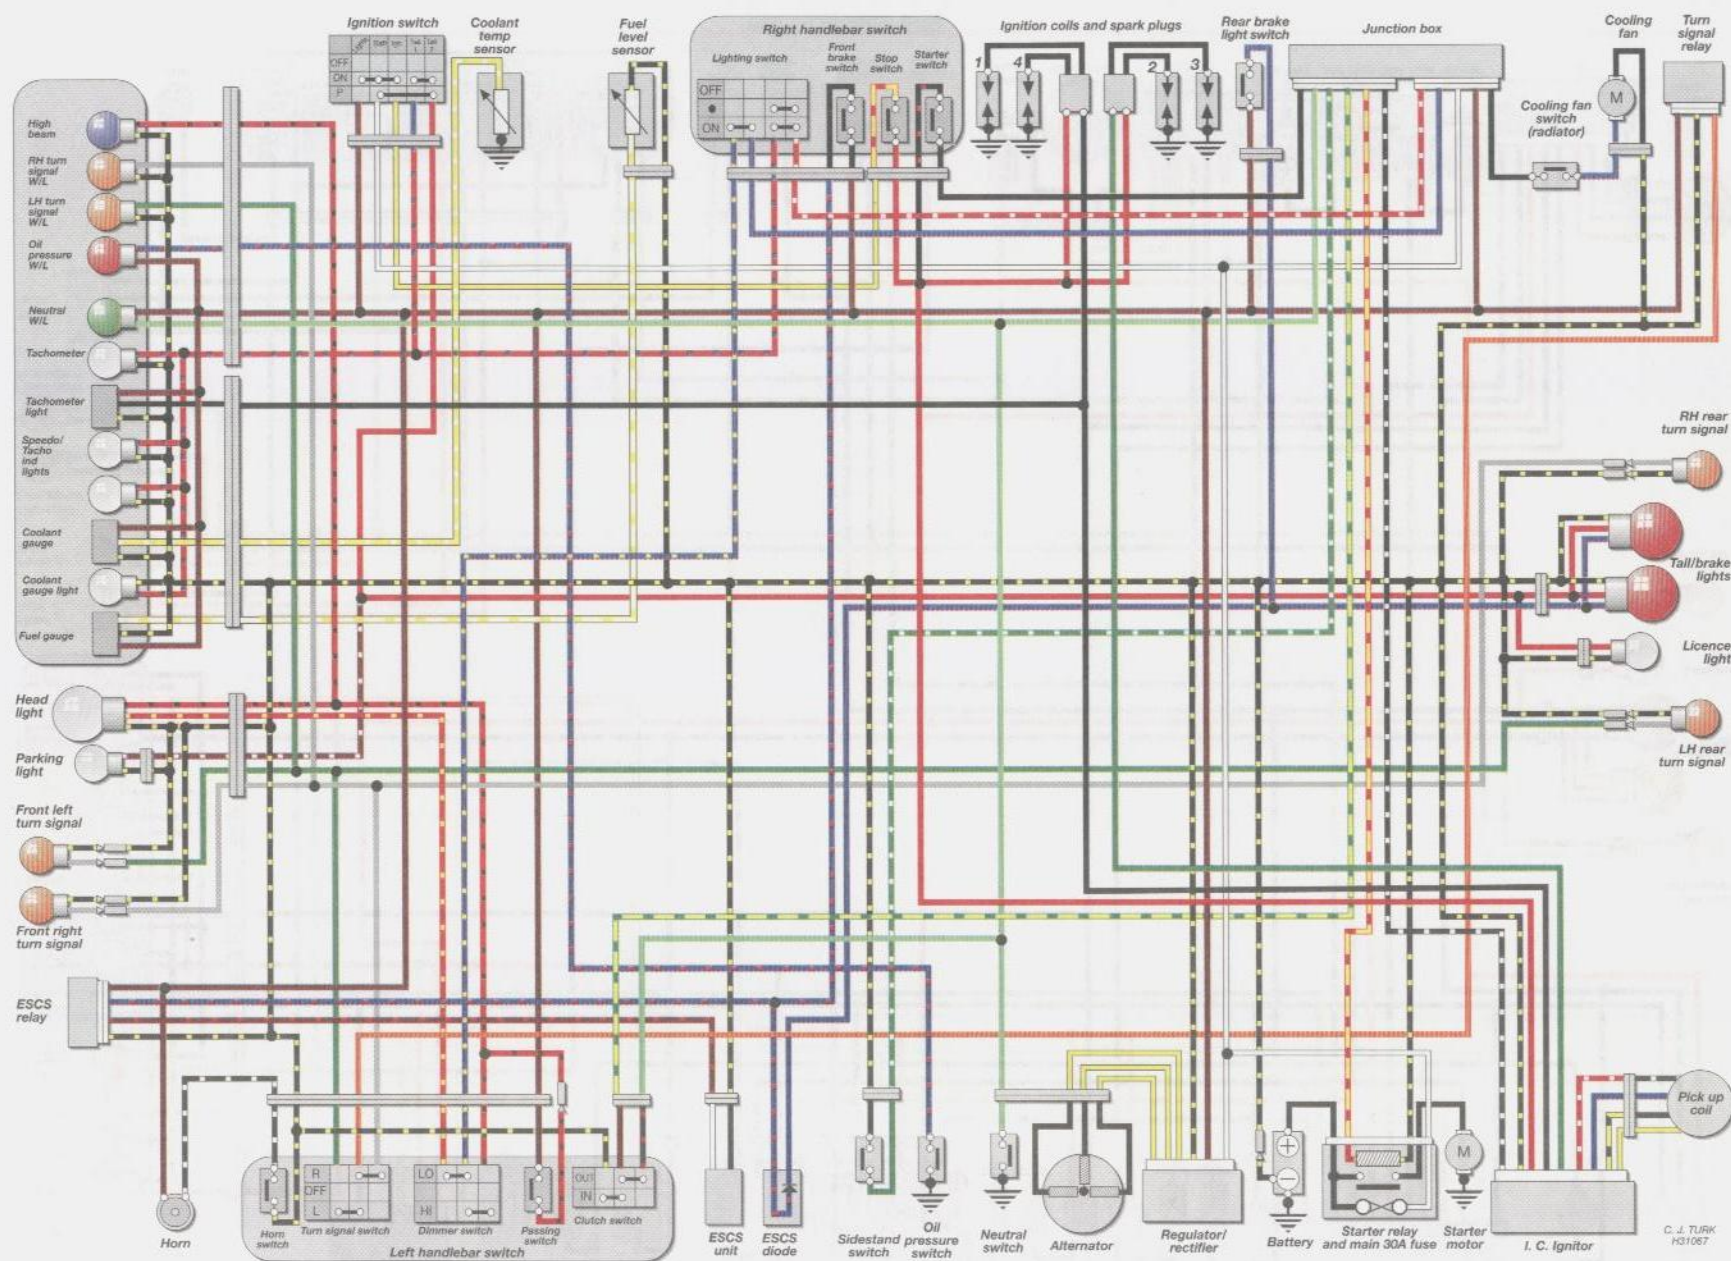 Ignition switch
Coolant
temp
sensor
Fuel
level
sensor
Right handlebar switch
Lighting switch
Front
brake
switch
Stop
switch
Starter
switch
Ignition coils and spark plugs
Rear brake
light switch
Junction box
Cooling
fan
Turn
signal
relay
OFF
ON
P
OFF
ON
1
4
2
3
M
Cooling fan
switch
(radiator)
High
beam
RH turn
signal
W/L
LH turn
signal
W/L
Oil
pressure
W/L
Neutral
W/L
Tachometer
Tachometer
light
Speedo/
Tacho
ind
lights
Coolant
gauge
Coolant
gauge light
Fuel gauge
Head
light
Parking
light
Front left
turn signal
Front right
turn signal
ESCS
relay
Horn
RH rear
turn signal
Tail/brake
lights
Licence
light
LH rear
turn signal
Pick up
coil
R
OFF
L
LO
HI
OUT
IN
Horn
switch
Turn signal switch
Dimmer switch
Passing
switch
Clutch switch
Left handlebar switch
ESCS
unit
ESCS
diode
Sidestand
switch
Oil
pressure
switch
Neutral
switch
Alternator
Regulator/
rectifier
Battery
Starter relay
and main 30A fuse
M
Starter
motor
I. C. Ignitor
C. J. TURK
H31067